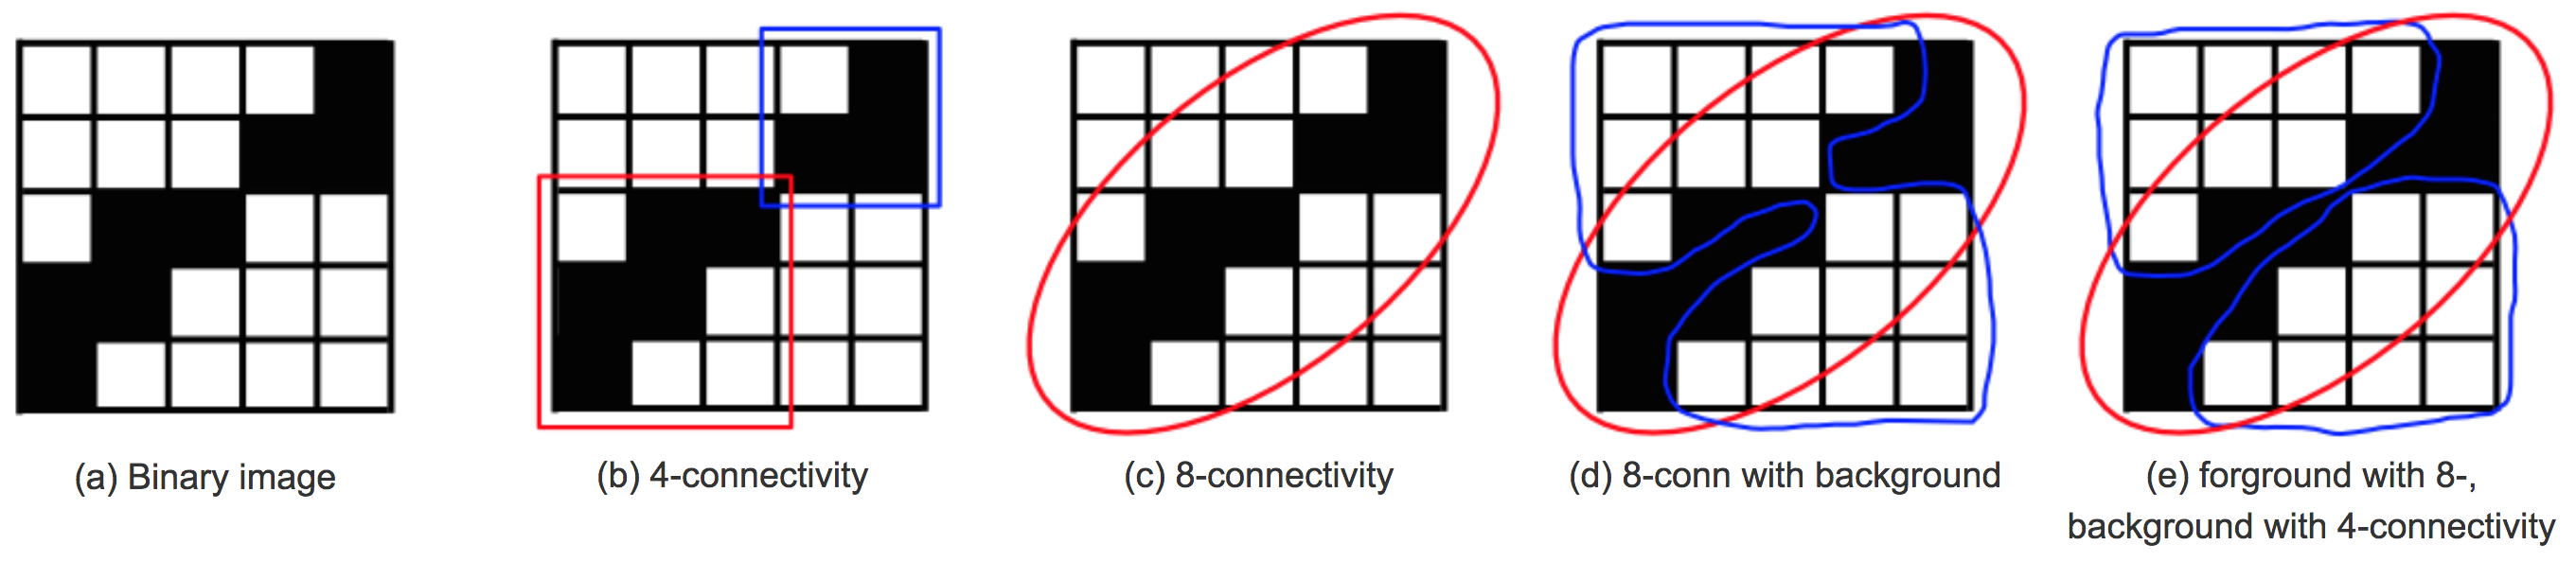 (a) Binary image
(b) 4-connectivity
(c) 8-connectivity
(d) 8-conn with background
(e) forground with 8-,
background with 4-connectivity